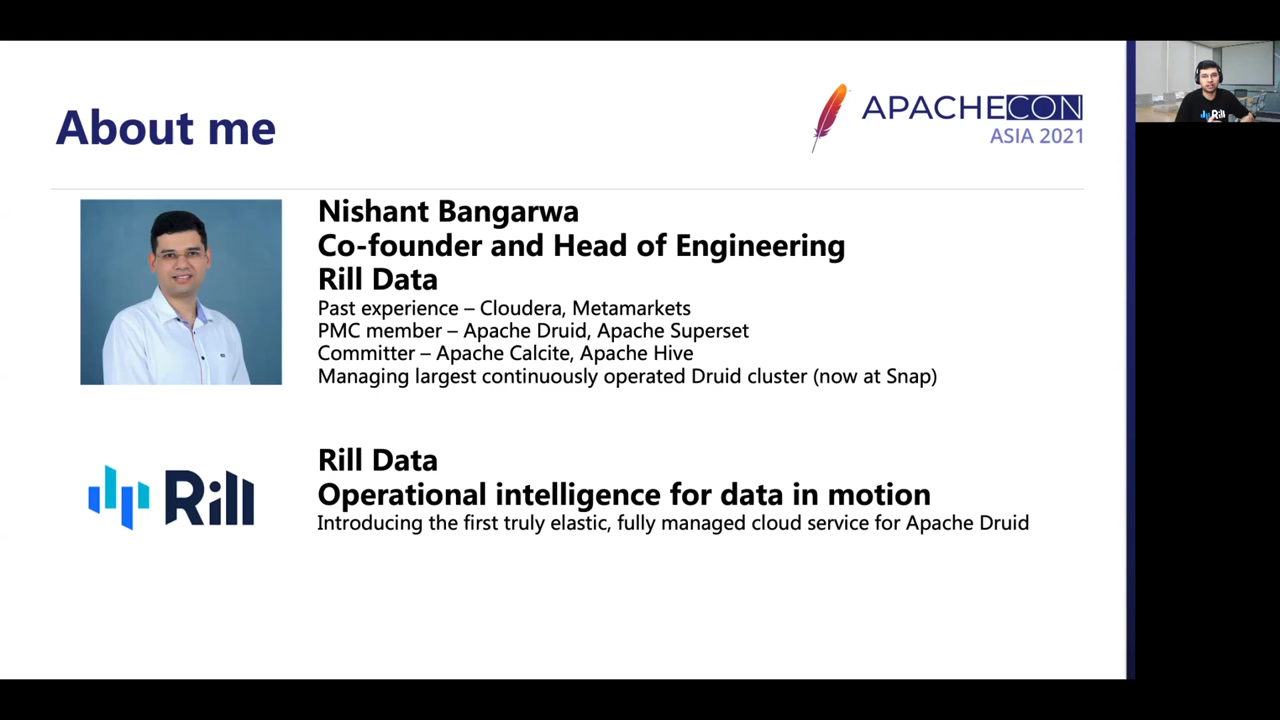 About me
APACHECON
ASIA 2021
Nishant Bangarwa
Co-founder and Head of Engineering
Rill Data
Past experience – Cloudera, Metamarkets
PMC member – Apache Druid, Apache Superset
Committer – Apache Calcite, Apache Hive
Managing largest continuously operated Druid cluster (now at Snap)
Rill
Rill Data
Operational intelligence for data in motion
Introducing the first truly elastic, fully managed cloud service for Apache Druid
Rill